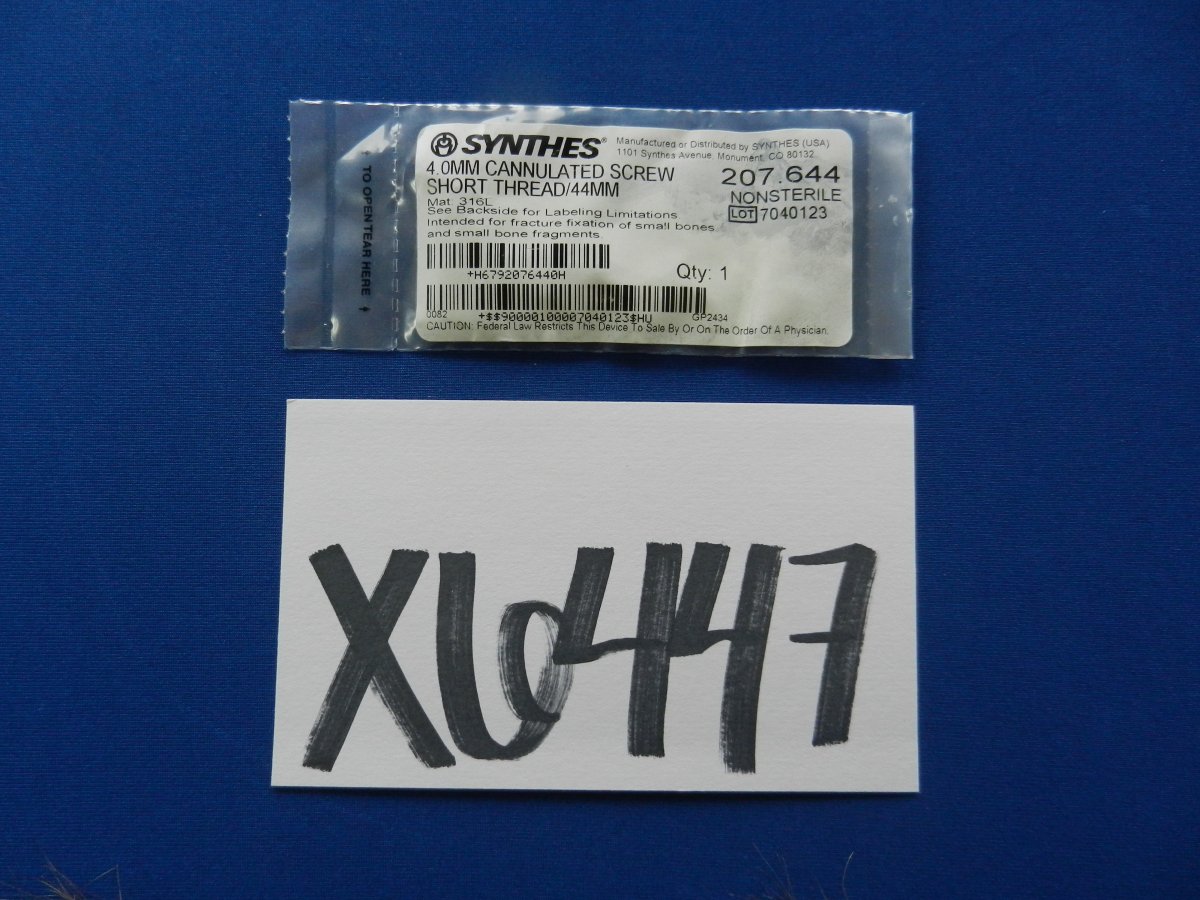 SYNTHES®
Manufactured or Distributed by SYNTHES (USA)
1101 Synthes Avenue Monument, CO 80132
4.0MM CANNULATED SCREW
SHORT THREAD/44MM
207.644
NONSTERILE
LOT 7040123
Mat: 316L
See Backside for Labeling Limitations
Intended for fracture fixation of small bones
and small bone fragments.
+H6792076440H
Qty: 1
0082
+$$90000100007040123$HU
GP2434
CAUTION: Federal Law Restricts This Device To Sale By Or On The Order Of A Physician.
TO OPEN TEAR HERE
X6447